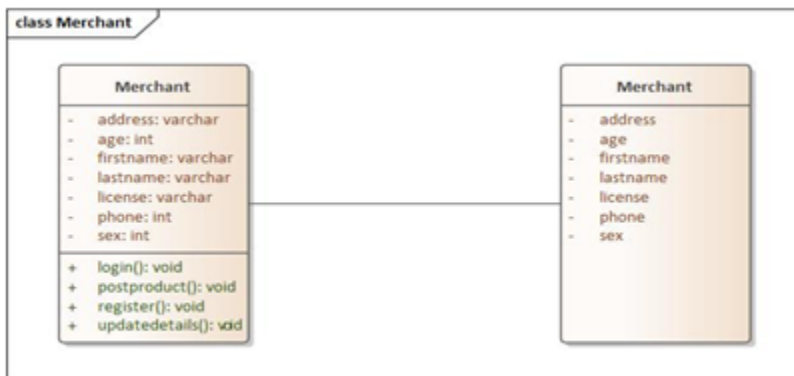 class Merchant
Merchant
- address: varchar
- age: int
- firstname: varchar
- lastname: varchar
- license: varchar
- phone: int
- sex: int
+ login(): void
+ postproduct(): void
+ register(): void
+ updatedetails(): void
Merchant
- address
- age
- firstname
- lastname
- license
- phone
- sex